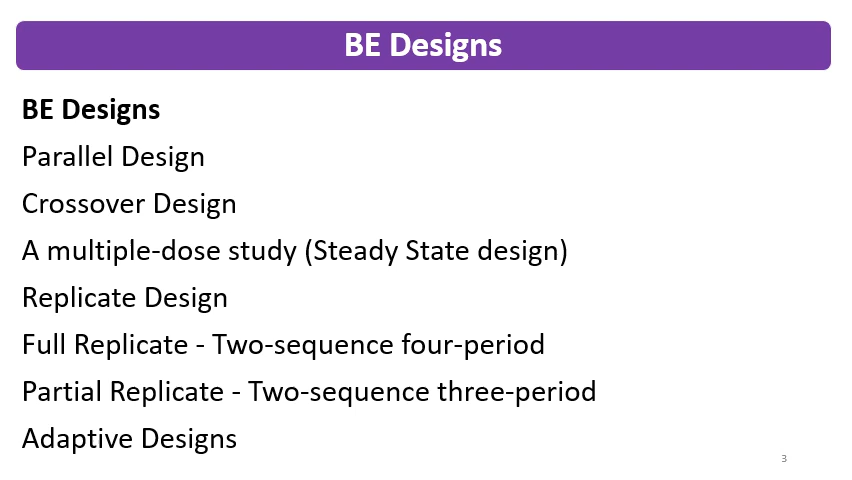 BE Designs
BE Designs
Parallel Design
Crossover Design
A multiple-dose study (Steady State design)
Replicate Design
Full Replicate - Two-sequence four-period
Partial Replicate - Two-sequence three-period
Adaptive Designs
3